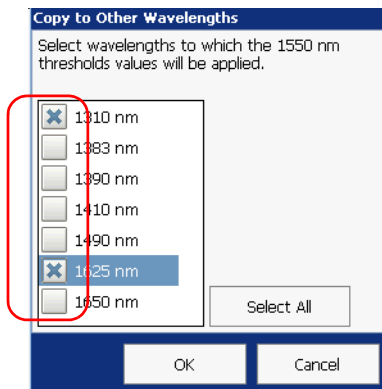 Copy to Other Wavelengths
Select wavelengths to which the 1550 nm
thresholds values will be applied.
1310 nm
1383 nm
1390 nm
1410 nm
1490 nm
1625 nm
1650 nm
Select All
OK
Cancel